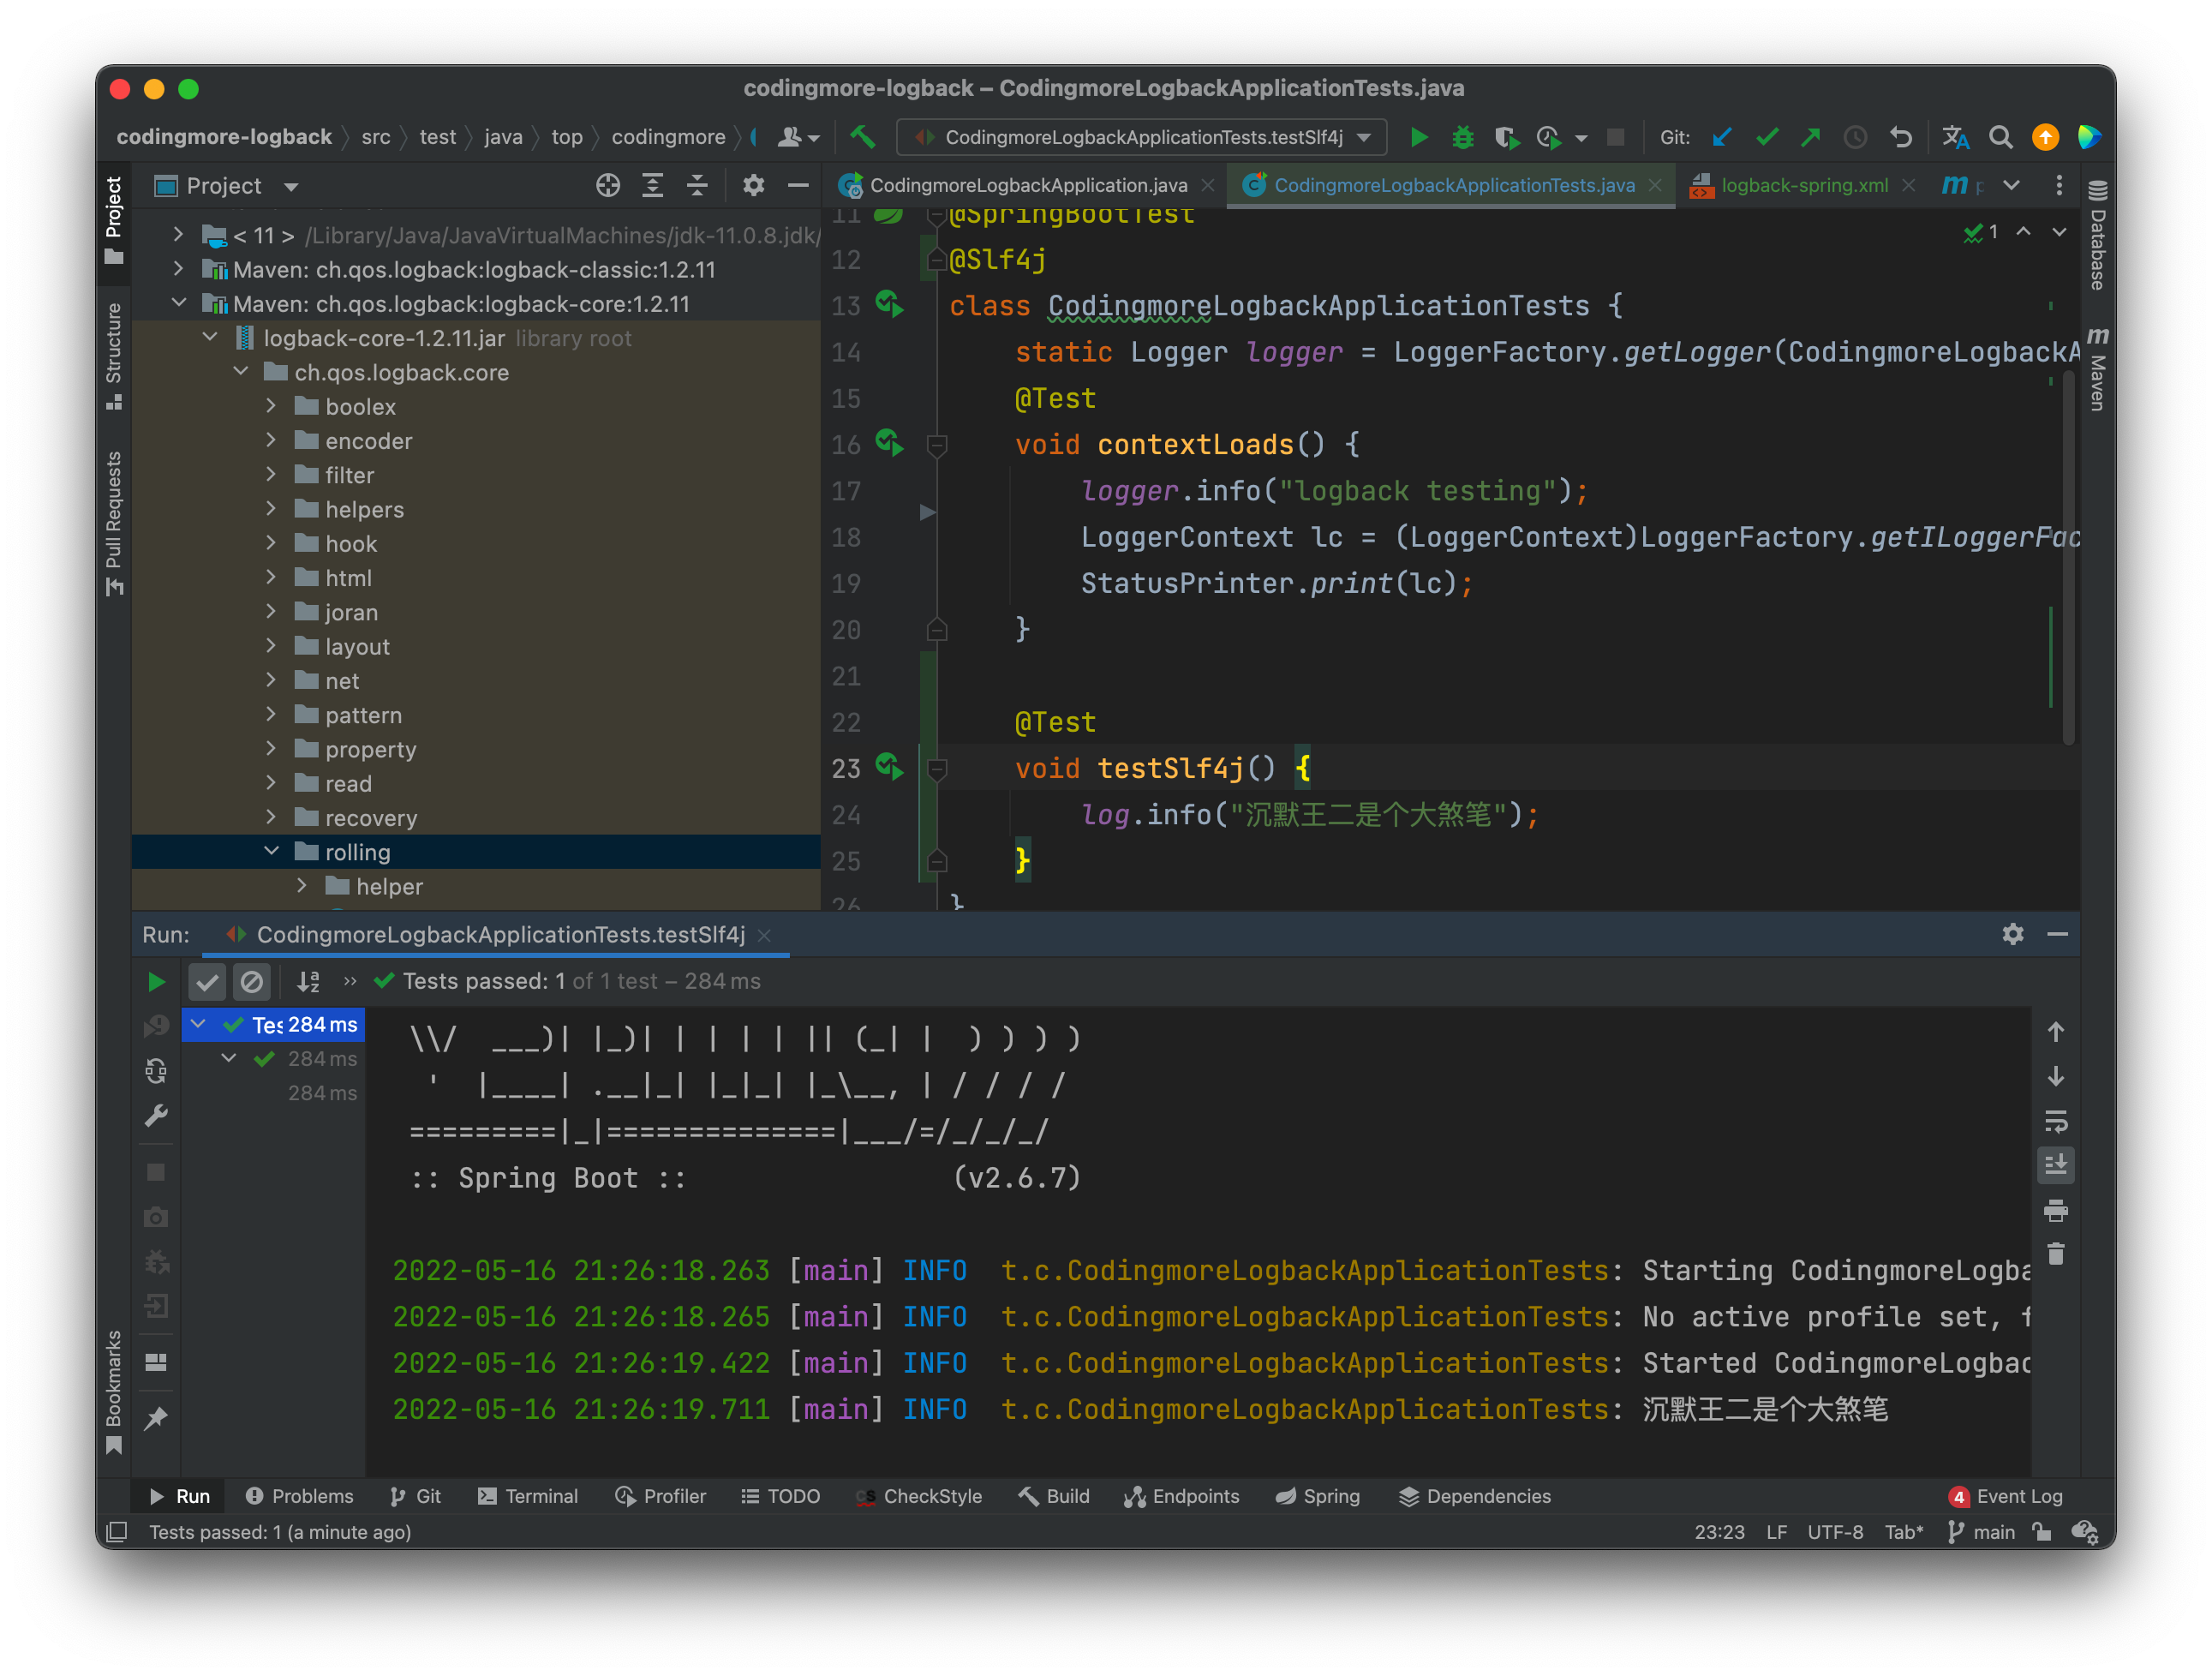 codingmore-logback – CodingmoreLogbackApplicationTests.java
codingmore-logback src test java top codingmore CodingmoreLogbackApplicationTests.testSlf4j Git:
Project
Structure
Pull Requests
Bookmarks
Project
< 11 > /Library/Java/JavaVirtualMachines/jdk-11.0.8.jdk/
Maven: ch.qos.logback:logback-classic:1.2.11
Maven: ch.qos.logback:logback-core:1.2.11
logback-core-1.2.11.jar library root
ch.qos.logback.core
boolex
encoder
filter
helpers
hook
html
joran
layout
net
pattern
property
read
recovery
rolling
helper
CodingmoreLogbackApplication.java CodingmoreLogbackApplicationTests.java logback-spring.xml
1
11 @SpringBootTest
12 @Slf4j
13 class CodingmoreLogbackApplicationTests {
14 static Logger logger = LoggerFactory.getLogger(CodingmoreLogbackA
15 @Test
16 void contextLoads() {
17 logger.info("logback testing");
18 LoggerContext lc = (LoggerContext)LoggerFactory.getILoggerFac
19 StatusPrinter.print(lc);
20 }
21
22 @Test
23 void testSlf4j() {
24 log.info("沉默王二是个大煞笔");
25 }
26 }
Database
Maven
Run: CodingmoreLogbackApplicationTests.testSlf4j
Tests passed: 1 of 1 test – 284 ms
Tes 284 ms
284 ms
284 ms
\\/  ___)| |_)| | | | | || (_| |  ) ) ) )
'  |____| .__|_| |_|_| |_\__, | / / / /
=========|_|==============|___/=/_/_/_/
:: Spring Boot :: (v2.6.7)
2022-05-16 21:26:18.263 [main] INFO t.c.CodingmoreLogbackApplicationTests: Starting CodingmoreLogba
2022-05-16 21:26:18.265 [main] INFO t.c.CodingmoreLogbackApplicationTests: No active profile set, f
2022-05-16 21:26:19.422 [main] INFO t.c.CodingmoreLogbackApplicationTests: Started CodingmoreLogbac
2022-05-16 21:26:19.711 [main] INFO t.c.CodingmoreLogbackApplicationTests: 沉默王二是个大煞笔
Run Problems Git Terminal Profiler TODO CheckStyle Build Endpoints Spring Dependencies 4 Event Log
Tests passed: 1 (a minute ago) 23:23 LF UTF-8 Tab* main